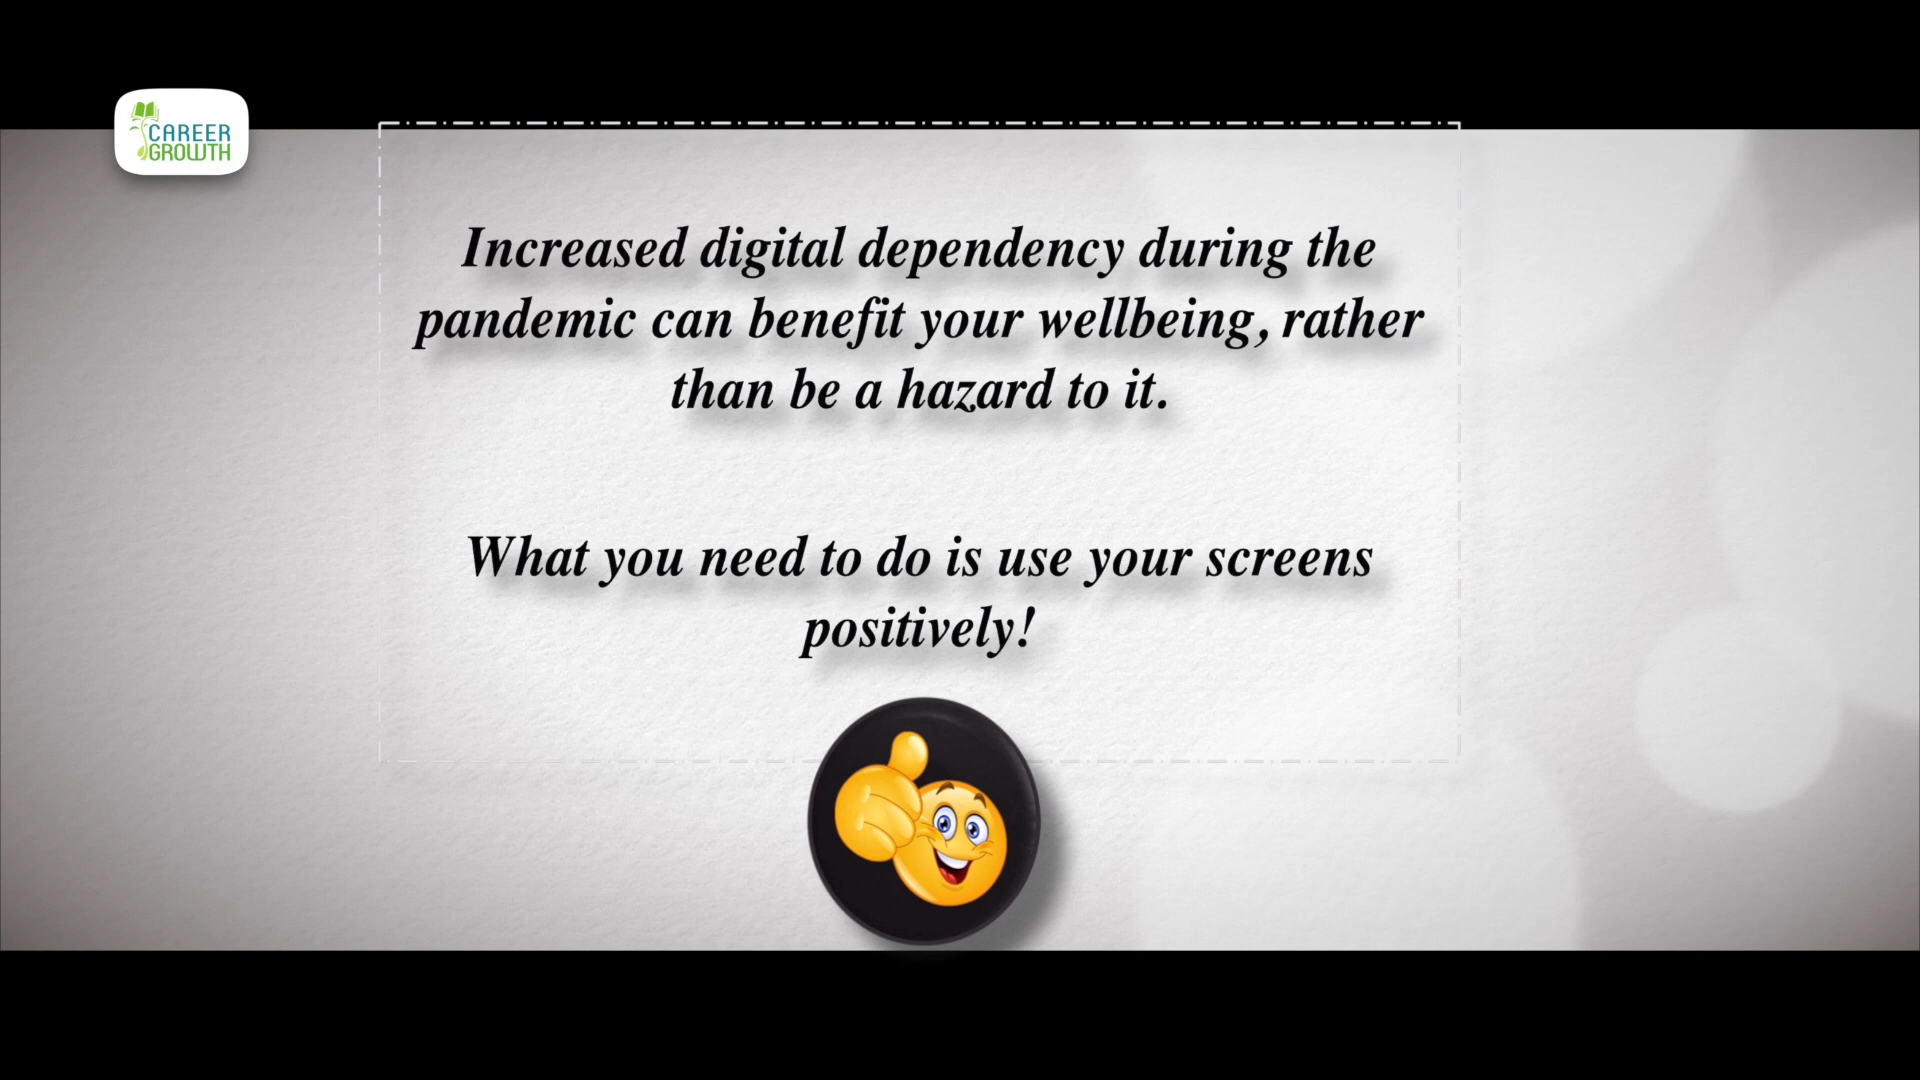 CAREER
GROWTH
Increased digital dependency during the
pandemic can benefit your wellbeing, rather
than be a hazard to it.
What you need to do is use your screens
positively!